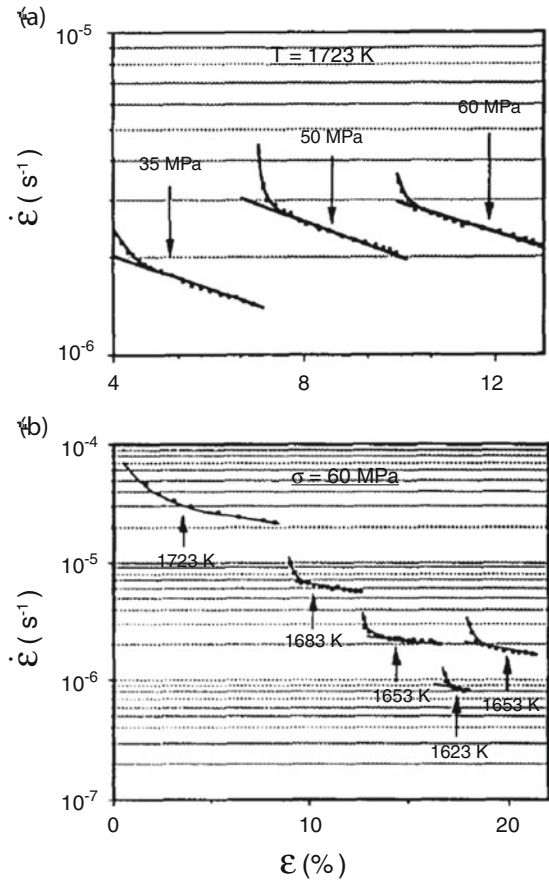 (a)
10⁻⁵
T = 1723 K
60 MPa
50 MPa
35 MPa
ε̇ (s⁻¹)
10⁻⁶
4 8 12
(b)
10⁻⁴
σ = 60 MPa
1723 K
10⁻⁵
1683 K
ε̇ (s⁻¹)
10⁻⁶
1653 K
1653 K
1623 K
10⁻⁷
0 10 20
ε (%)